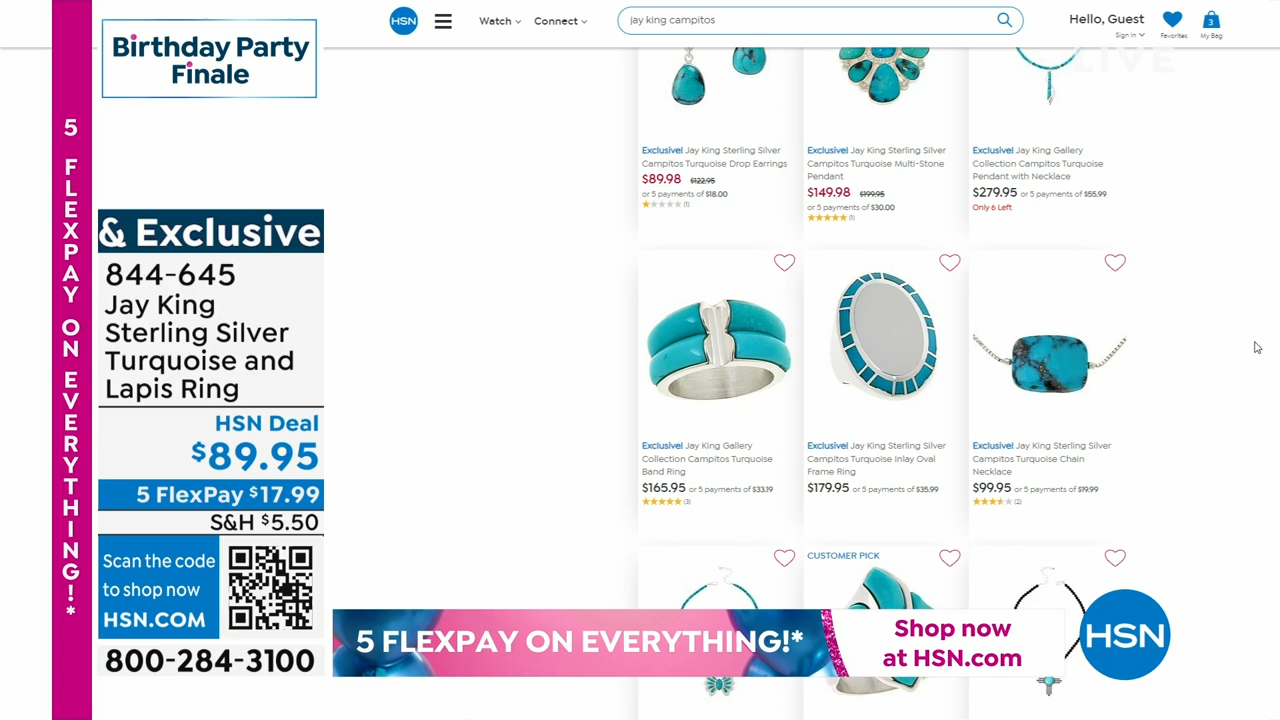 5 FLEXPAY ON EVERYTHING!*
Birthday Party
Finale
& Exclusive
844-645
Jay King
Sterling Silver
Turquoise and
Lapis Ring
HSN Deal
$89.95
5 FlexPay $17.99
S&H $5.50
Scan the code
to shop now
HSN.COM
800-284-3100
HSN
Watch
Connect
jay king campitos
Hello, Guest
Sign in
Favorites
3
My Bag
LIVE
Exclusive! Jay King Sterling Silver
Campitos Turquoise Drop Earrings
$89.98 $122.95
or 5 payments of $18.00
(1)
Exclusive! Jay King Sterling Silver
Campitos Turquoise Multi-Stone
Pendant
$149.98 $199.95
or 5 payments of $30.00
(1)
Exclusive! Jay King Gallery
Collection Campitos Turquoise
Pendant with Necklace
$279.95 or 5 payments of $55.99
Only 6 Left
Exclusive! Jay King Gallery
Collection Campitos Turquoise
Band Ring
$165.95 or 5 payments of $33.19
(3)
Exclusive! Jay King Sterling Silver
Campitos Turquoise Inlay Oval
Frame Ring
$179.95 or 5 payments of $35.99
Exclusive! Jay King Sterling Silver
Campitos Turquoise Chain
Necklace
$99.95 or 5 payments of $19.99
(2)
CUSTOMER PICK
5 FLEXPAY ON EVERYTHING!*
Shop now
at HSN.com
HSN